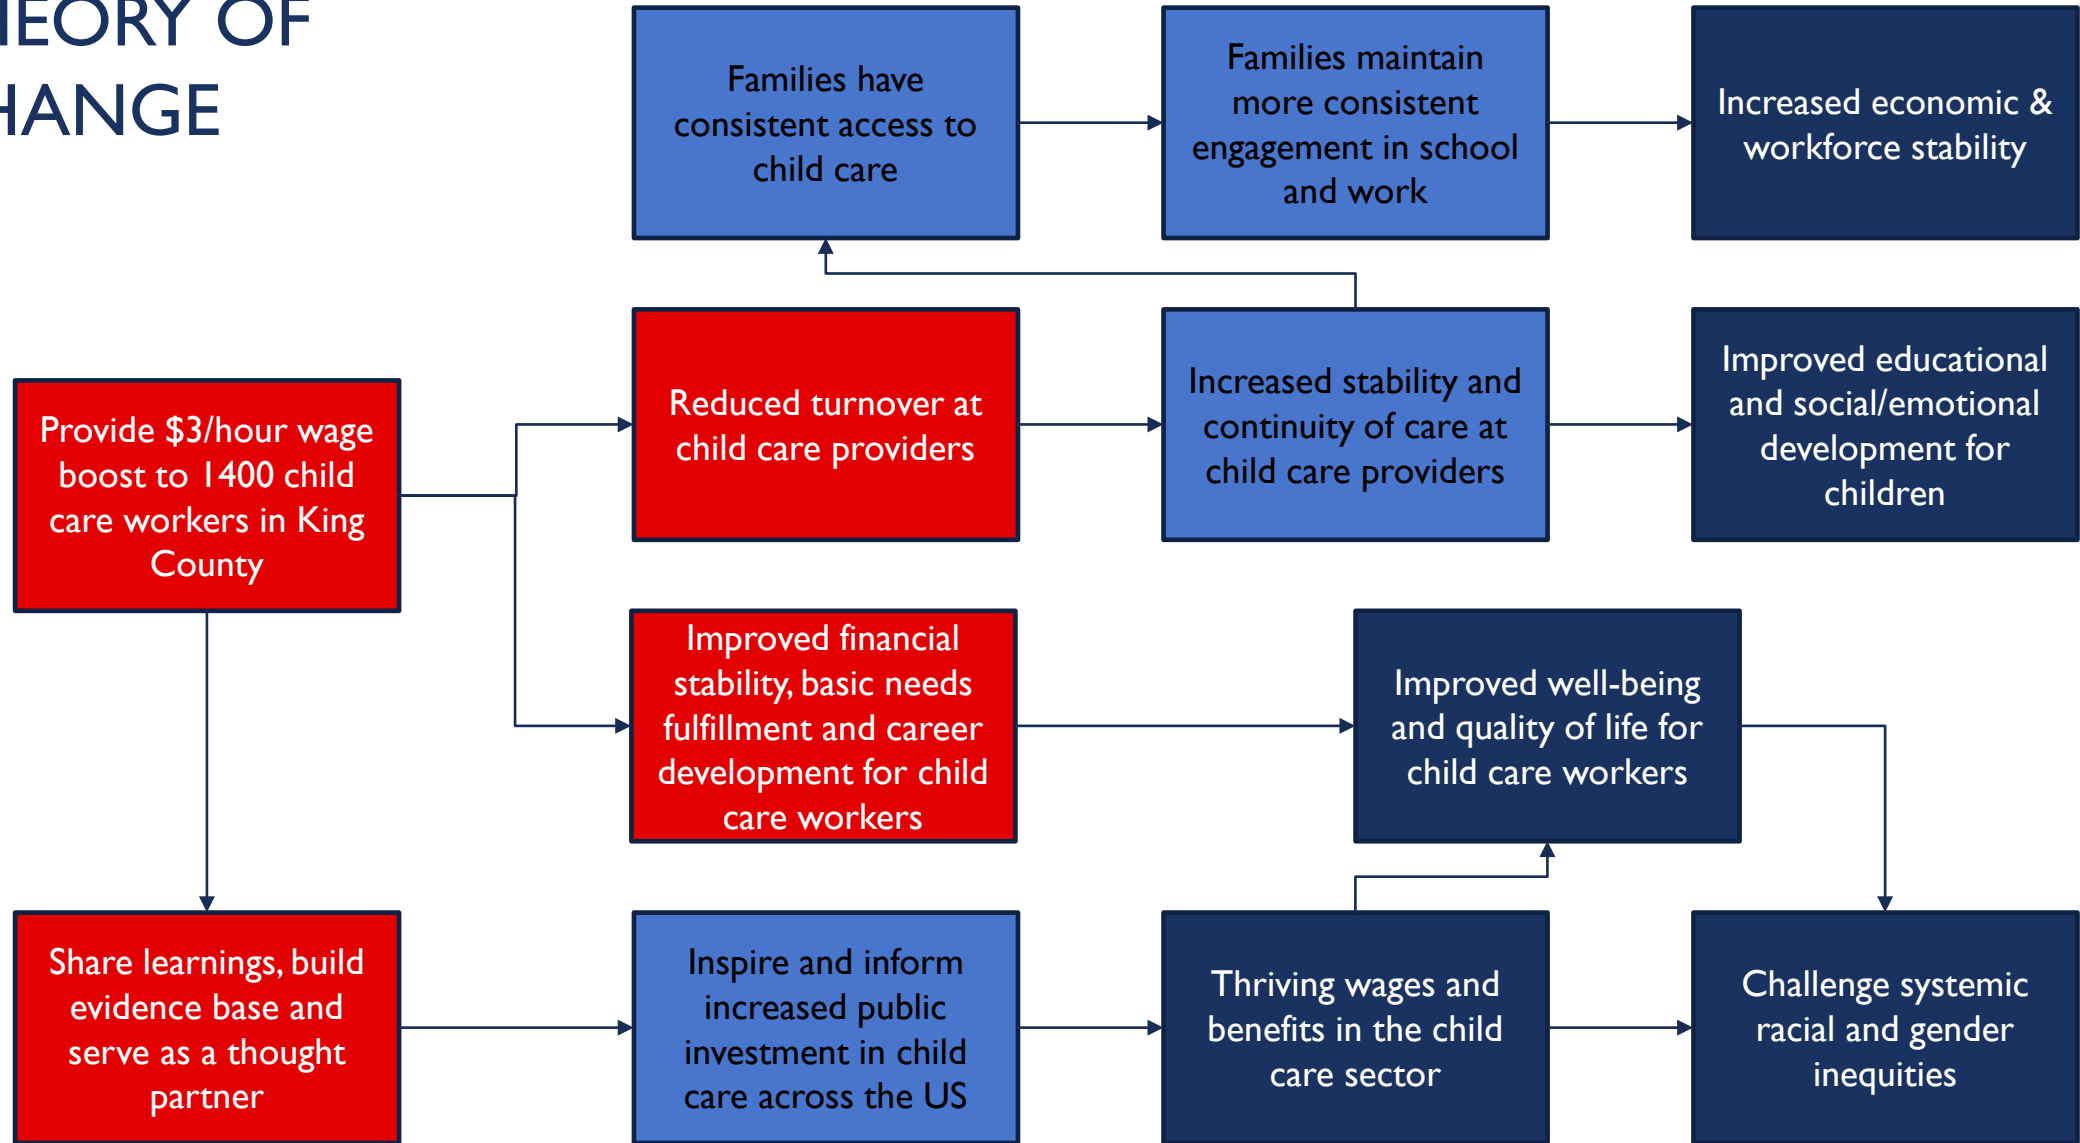 HEORY OF
HANGE
Families have
consistent access to
child care
Families maintain
more consistent
engagement in school
and work
Increased economic &
workforce stability
Provide $3/hour wage
boost to 1400 child
care workers in King
County
Reduced turnover at
child care providers
Increased stability and
continuity of care at
child care providers
Improved educational
and social/emotional
development for
children
Improved financial
stability, basic needs
fulfillment and career
development for child
care workers
Improved well-being
and quality of life for
child care workers
Share learnings, build
evidence base and
serve as a thought
partner
Inspire and inform
increased public
investment in child
care across the US
Thriving wages and
benefits in the child
care sector
Challenge systemic
racial and gender
inequities